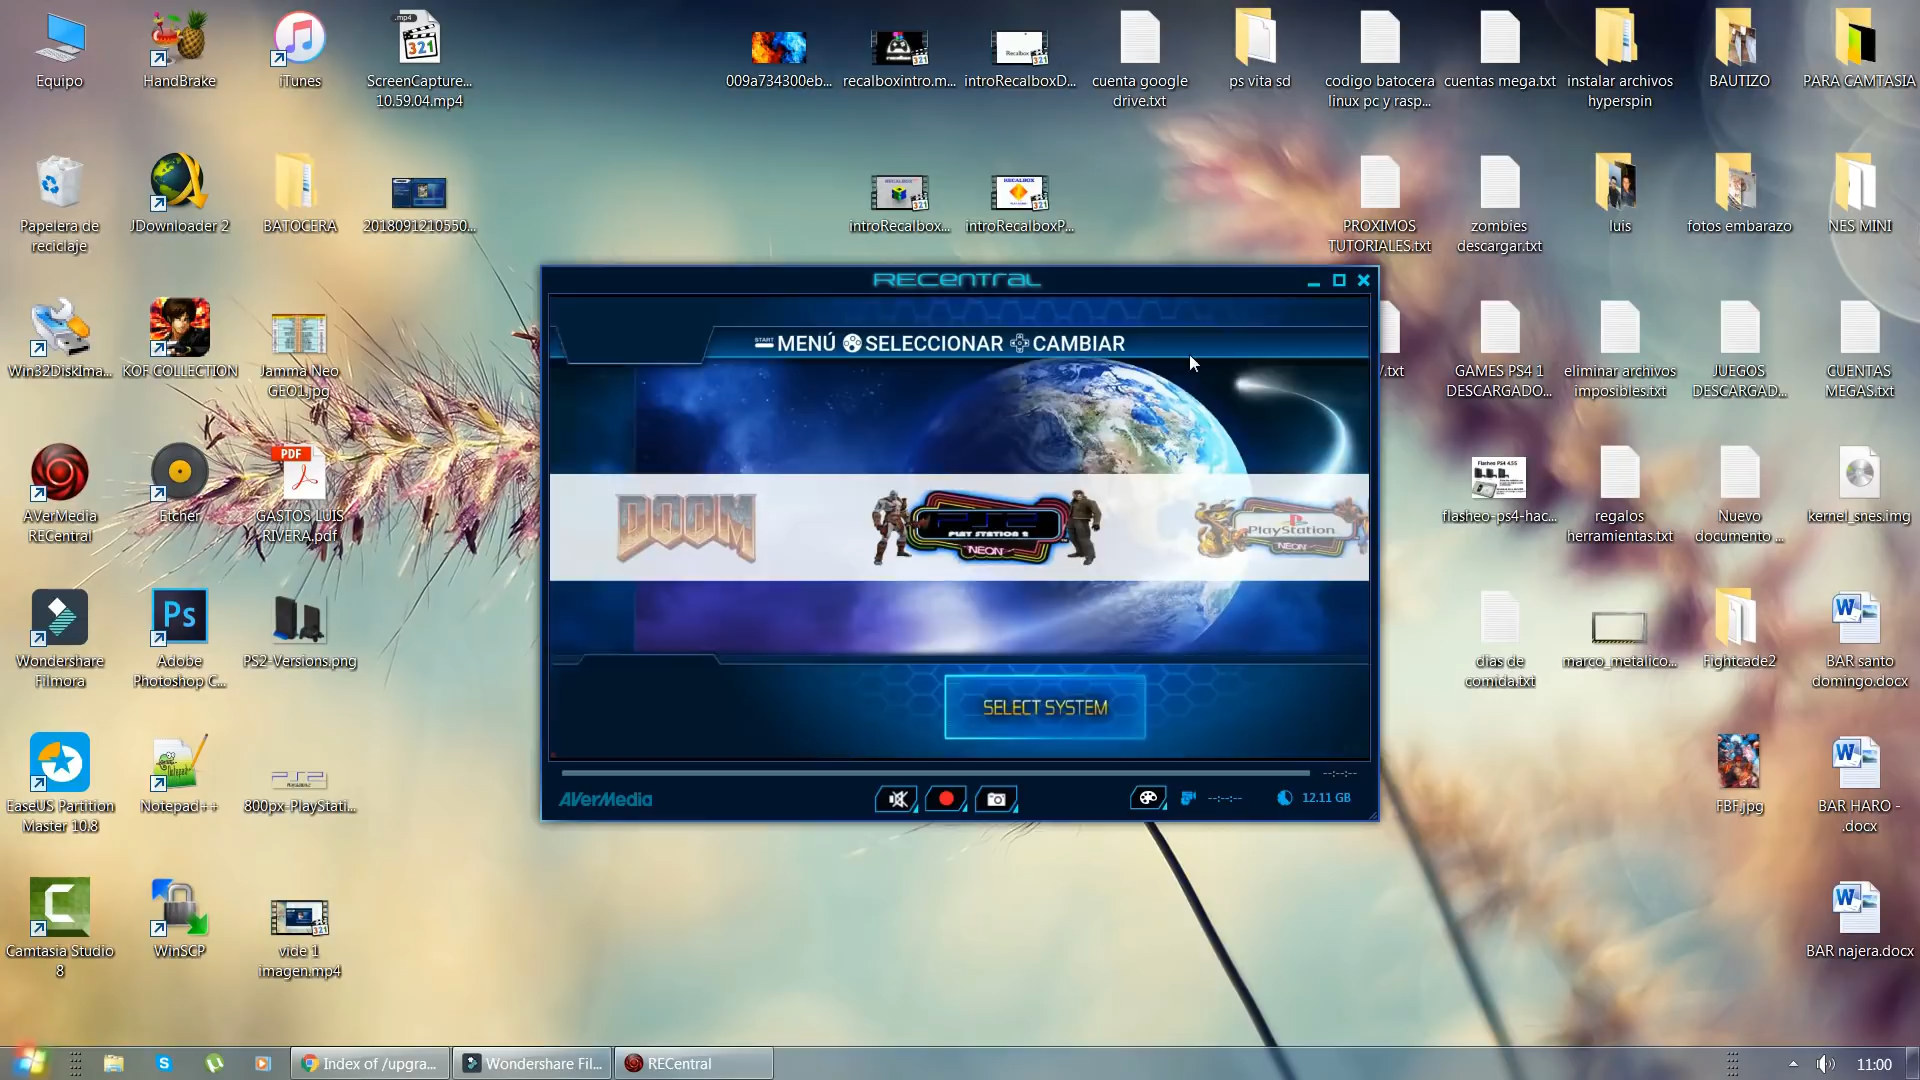 Equipo
HandBrake
iTunes
ScreenCapture...
10.59.04.mp4
009a734300eb...
recalboxintro.m...
introRecalboxD...
cuenta google
drive.txt
ps vita sd
codigo batocera
linux pc y rasp...
cuentas mega.txt
instalar archivos
hyperspin
BAUTIZO
PARA CAMTASIA
Papelera de
reciclaje
JDownloader 2
BATOCERA
2018091210550...
introRecalbox...
introRecalboxP...
PROXIMOS
TUTORIALES.txt
zombies
descargar.txt
luis
fotos embarazo
NES MINI
RECENTRAL
START MENÚ SELECCIONAR CAMBIAR
Win32DiskIma...
KOF COLLECTION
Jamma Neo
GEO1.jpg
/.txt
GAMES PS4 1
DESCARGADO...
eliminar archivos
imposibles.txt
JUEGOS
DESCARGAD...
CUENTAS
MEGAS.txt
DOOM
PS2
PLAY STATION 2
NEON
PlayStation
NEON
AVerMedia
RECentral
Etcher
PDF
GASTOS LUIS
RIVERA.pdf
flasheo-ps4-hac...
regalos
herramientas.txt
Nuevo
documento ...
kernel_snes.img
Wondershare
Filmora
Ps
Adobe
Photoshop C...
PS2-Versions.png
dias de
comida.txt
marco_metalico...
Fightcade2
BAR santo
domingo.docx
SELECT SYSTEM
--:--:--
AVerMedia
--:--:--
12.11 GB
EaseUS Partition
Master 10.8
Notepad++
800px-PlayStati...
FBF.jpg
BAR HARO -
.docx
Camtasia Studio
8
WinSCP
vide 1
imagen.mp4
BAR najera.docx
Index of /upgra...
Wondershare Fil...
RECentral
11:00